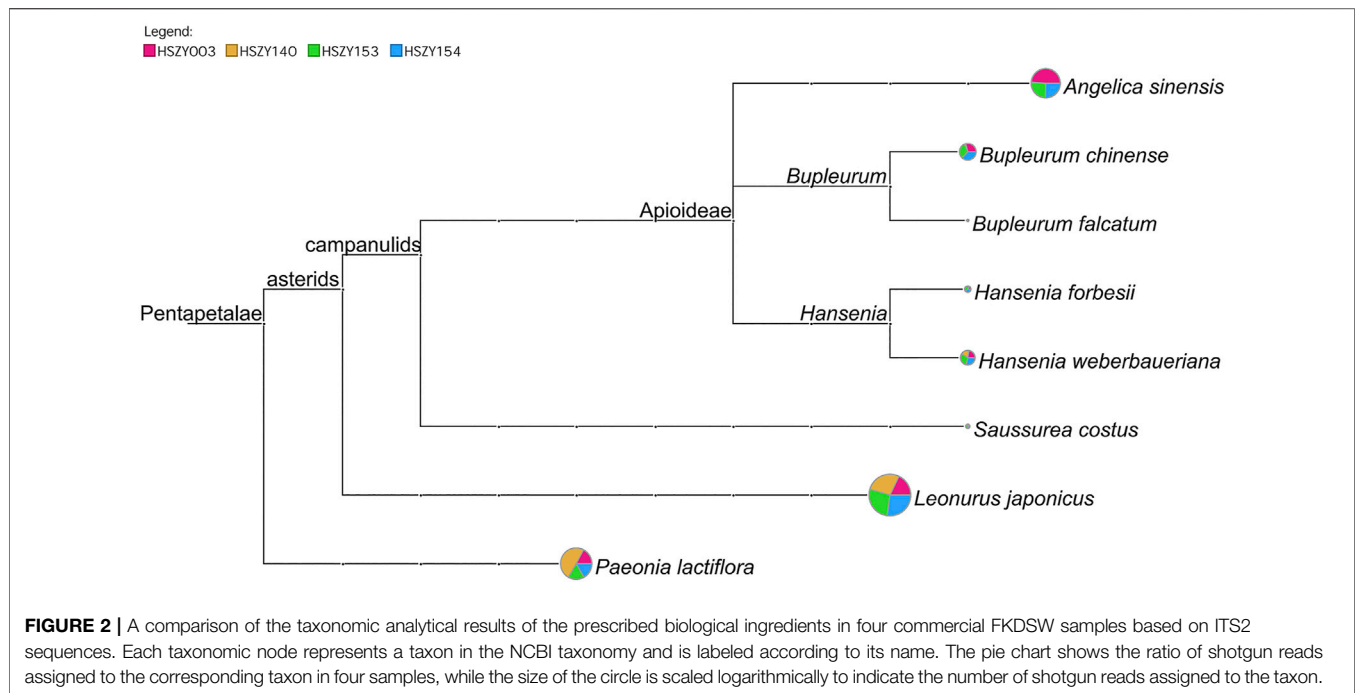 Legend:
HSZY003 HSZY140 HSZY153 HSZY154
Angelica sinensis
Bupleurum chinense
Bupleurum
Bupleurum falcatum
Apioideae
campanulids
asterids
Hansenia forbesii
Pentapetalae
Hansenia
Hansenia weberbaueriana
Saussurea costus
Leonurus japonicus
Paeonia lactiflora
FIGURE 2 | A comparison of the taxonomic analytical results of the prescribed biological ingredients in four commercial FKDSW samples based on ITS2
sequences. Each taxonomic node represents a taxon in the NCBI taxonomy and is labeled according to its name. The pie chart shows the ratio of shotgun reads
assigned to the corresponding taxon in four samples, while the size of the circle is scaled logarithmically to indicate the number of shotgun reads assigned to the taxon.